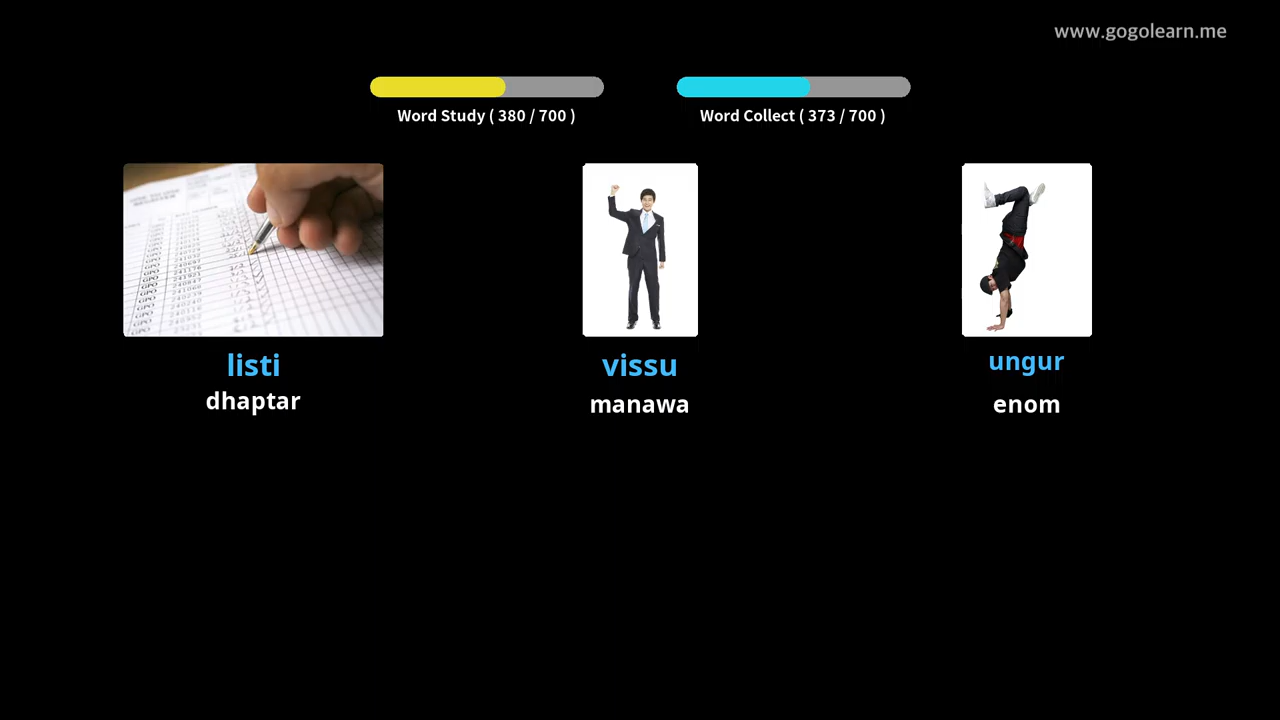 www.gogolearn.me
Word Study ( 380 / 700 )
Word Collect ( 373 / 700 )
listi
dhaptar
vissu
manawa
ungur
enom